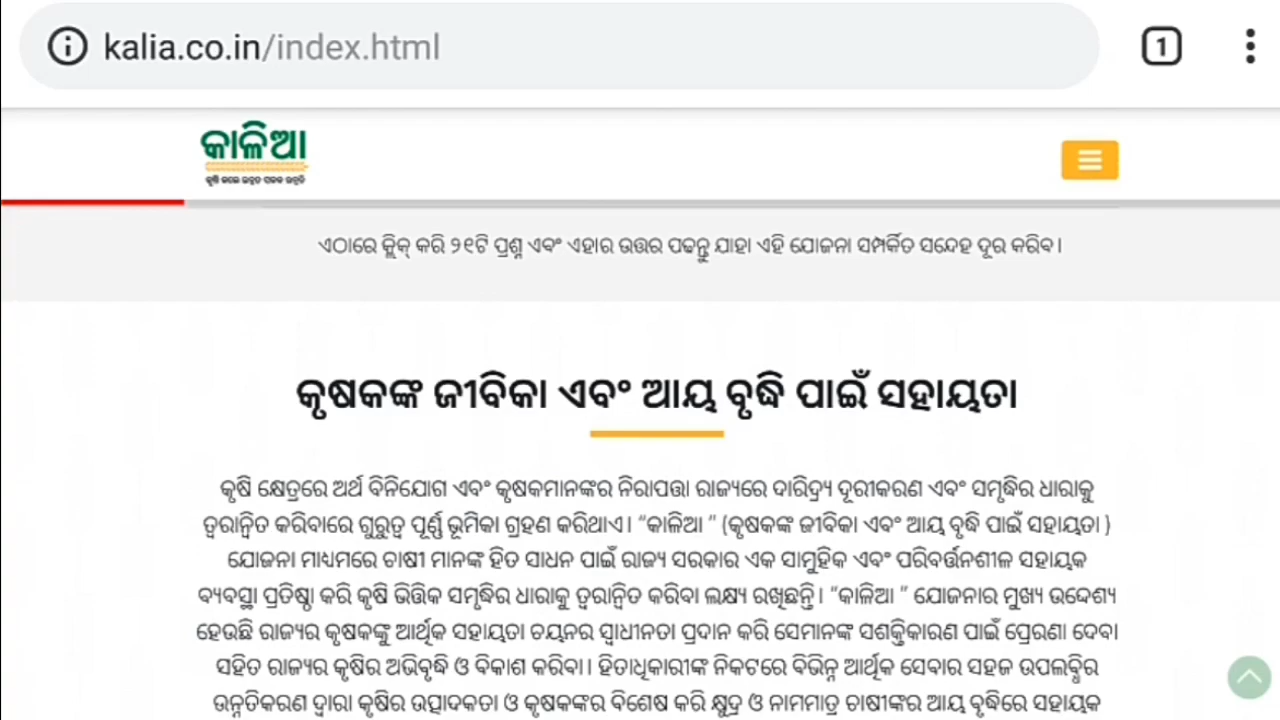 kalia.co.in/index.html
1
କାଳିଆ
ଏଠାରେ କ୍ଲିକ୍ କରି ୨୧ଟି ପ୍ରଶ୍ନ ଏବଂ ଏହାର ଉତ୍ତର ପଢନ୍ତୁ ଯାହା ଏହି ଯୋଜନା ସମ୍ପର୍କିତ ସନ୍ଦେହ ଦୂର କରିବ ।
କୃଷକଙ୍କ ଜୀବିକା ଏବଂ ଆୟ ବୃଦ୍ଧି ପାଇଁ ସହାୟତା
କୃଷି କ୍ଷେତ୍ରରେ ଅର୍ଥ ବିନିଯୋଗ ଏବଂ କୃଷକମାନଙ୍କର ନିରାପତ୍ତା ରାଜ୍ୟରେ ଦାରିଦ୍ର୍ୟ ଦୂରୀକରଣ ଏବଂ ସମୃଦ୍ଧିର ଧାରାକୁ
ତ୍ୱରାନ୍ୱିତ କରିବାରେ ଗୁରୁତ୍ୱ ପୂର୍ଣ୍ଣ ଭୂମିକା ଗ୍ରହଣ କରିଥାଏ । “କାଳିଆ ” (କୃଷକଙ୍କ ଜୀବିକା ଏବଂ ଆୟ ବୃଦ୍ଧି ପାଇଁ ସହାୟତା )
ଯୋଜନା ମାଧ୍ୟମରେ ଚାଷୀ ମାନଙ୍କ ହିତ ସାଧନ ପାଇଁ ରାଜ୍ୟ ସରକାର ଏକ ସାମୁହିକ ଏବଂ ପରିବର୍ତ୍ତନଶୀଳ ସହାୟକ
ବ୍ୟବସ୍ଥା ପ୍ରତିଷ୍ଠା କରି କୃଷି ଭିତ୍ତିକ ସମୃଦ୍ଧିର ଧାରାକୁ ତ୍ୱରାନ୍ୱିତ କରିବା ଲକ୍ଷ୍ୟ ରଖିଛନ୍ତି । “କାଳିଆ ” ଯୋଜନାର ମୁଖ୍ୟ ଉଦ୍ଦେଶ୍ୟ
ହେଉଛି ରାଜ୍ୟର କୃଷକଙ୍କୁ ଆର୍ଥିକ ସହାୟତା ଚୟନର ସ୍ୱାଧୀନତା ପ୍ରଦାନ କରି ସେମାନଙ୍କ ସଶକ୍ତିକାରଣ ପାଇଁ ପ୍ରେରଣା ଦେବା
ସହିତ ରାଜ୍ୟର କୃଷିର ଅଭିବୃଦ୍ଧି ଓ ବିକାଶ କରିବା । ହିତାଧିକାରୀଙ୍କ ନିକଟରେ ବିଭିନ୍ନ ଆର୍ଥିକ ସେବାର ସହଜ ଉପଲବ୍ଧିର
ଉନ୍ନତିକରଣ ଦ୍ୱାରା କୃଷିର ଉତ୍ପାଦକତା ଓ କୃଷକଙ୍କର ବିଶେଷ କରି କ୍ଷୁଦ୍ର ଓ ନାମମାତ୍ର ଚାଷୀଙ୍କର ଆୟ ବୃଦ୍ଧିରେ ସହାୟକ